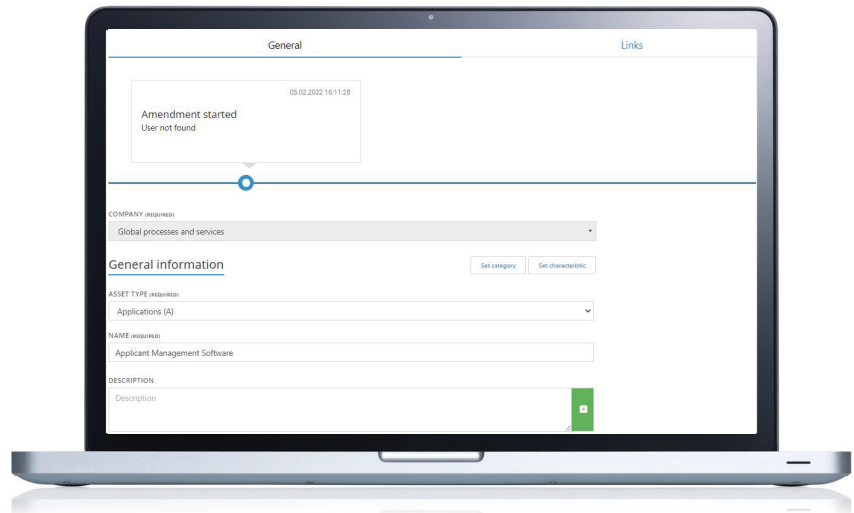 General
Links
03.02.2022 16:11:28
Amendment started
User not found
COMPANY (REQUIRED)
Global processes and services
General information
Set category
Set characteristic
ASSET TYPE (REQUIRED)
Applications (A)
NAME (REQUIRED)
Applicant Management Software
DESCRIPTION
Description